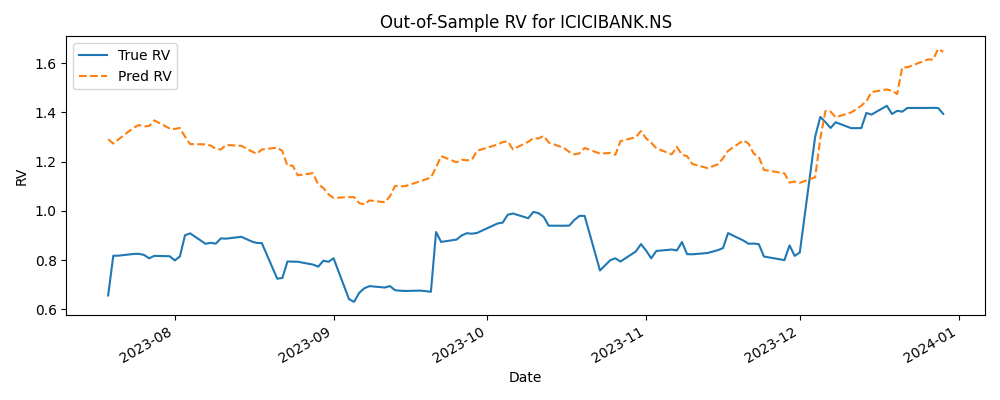 Out-of-Sample RV for ICICIBANK.NS
True RV
Pred RV
RV
1.6
1.4
1.2
1.0
0.8
0.6
2023-08
2023-09
2023-10
2023-11
2023-12
2024-01
Date